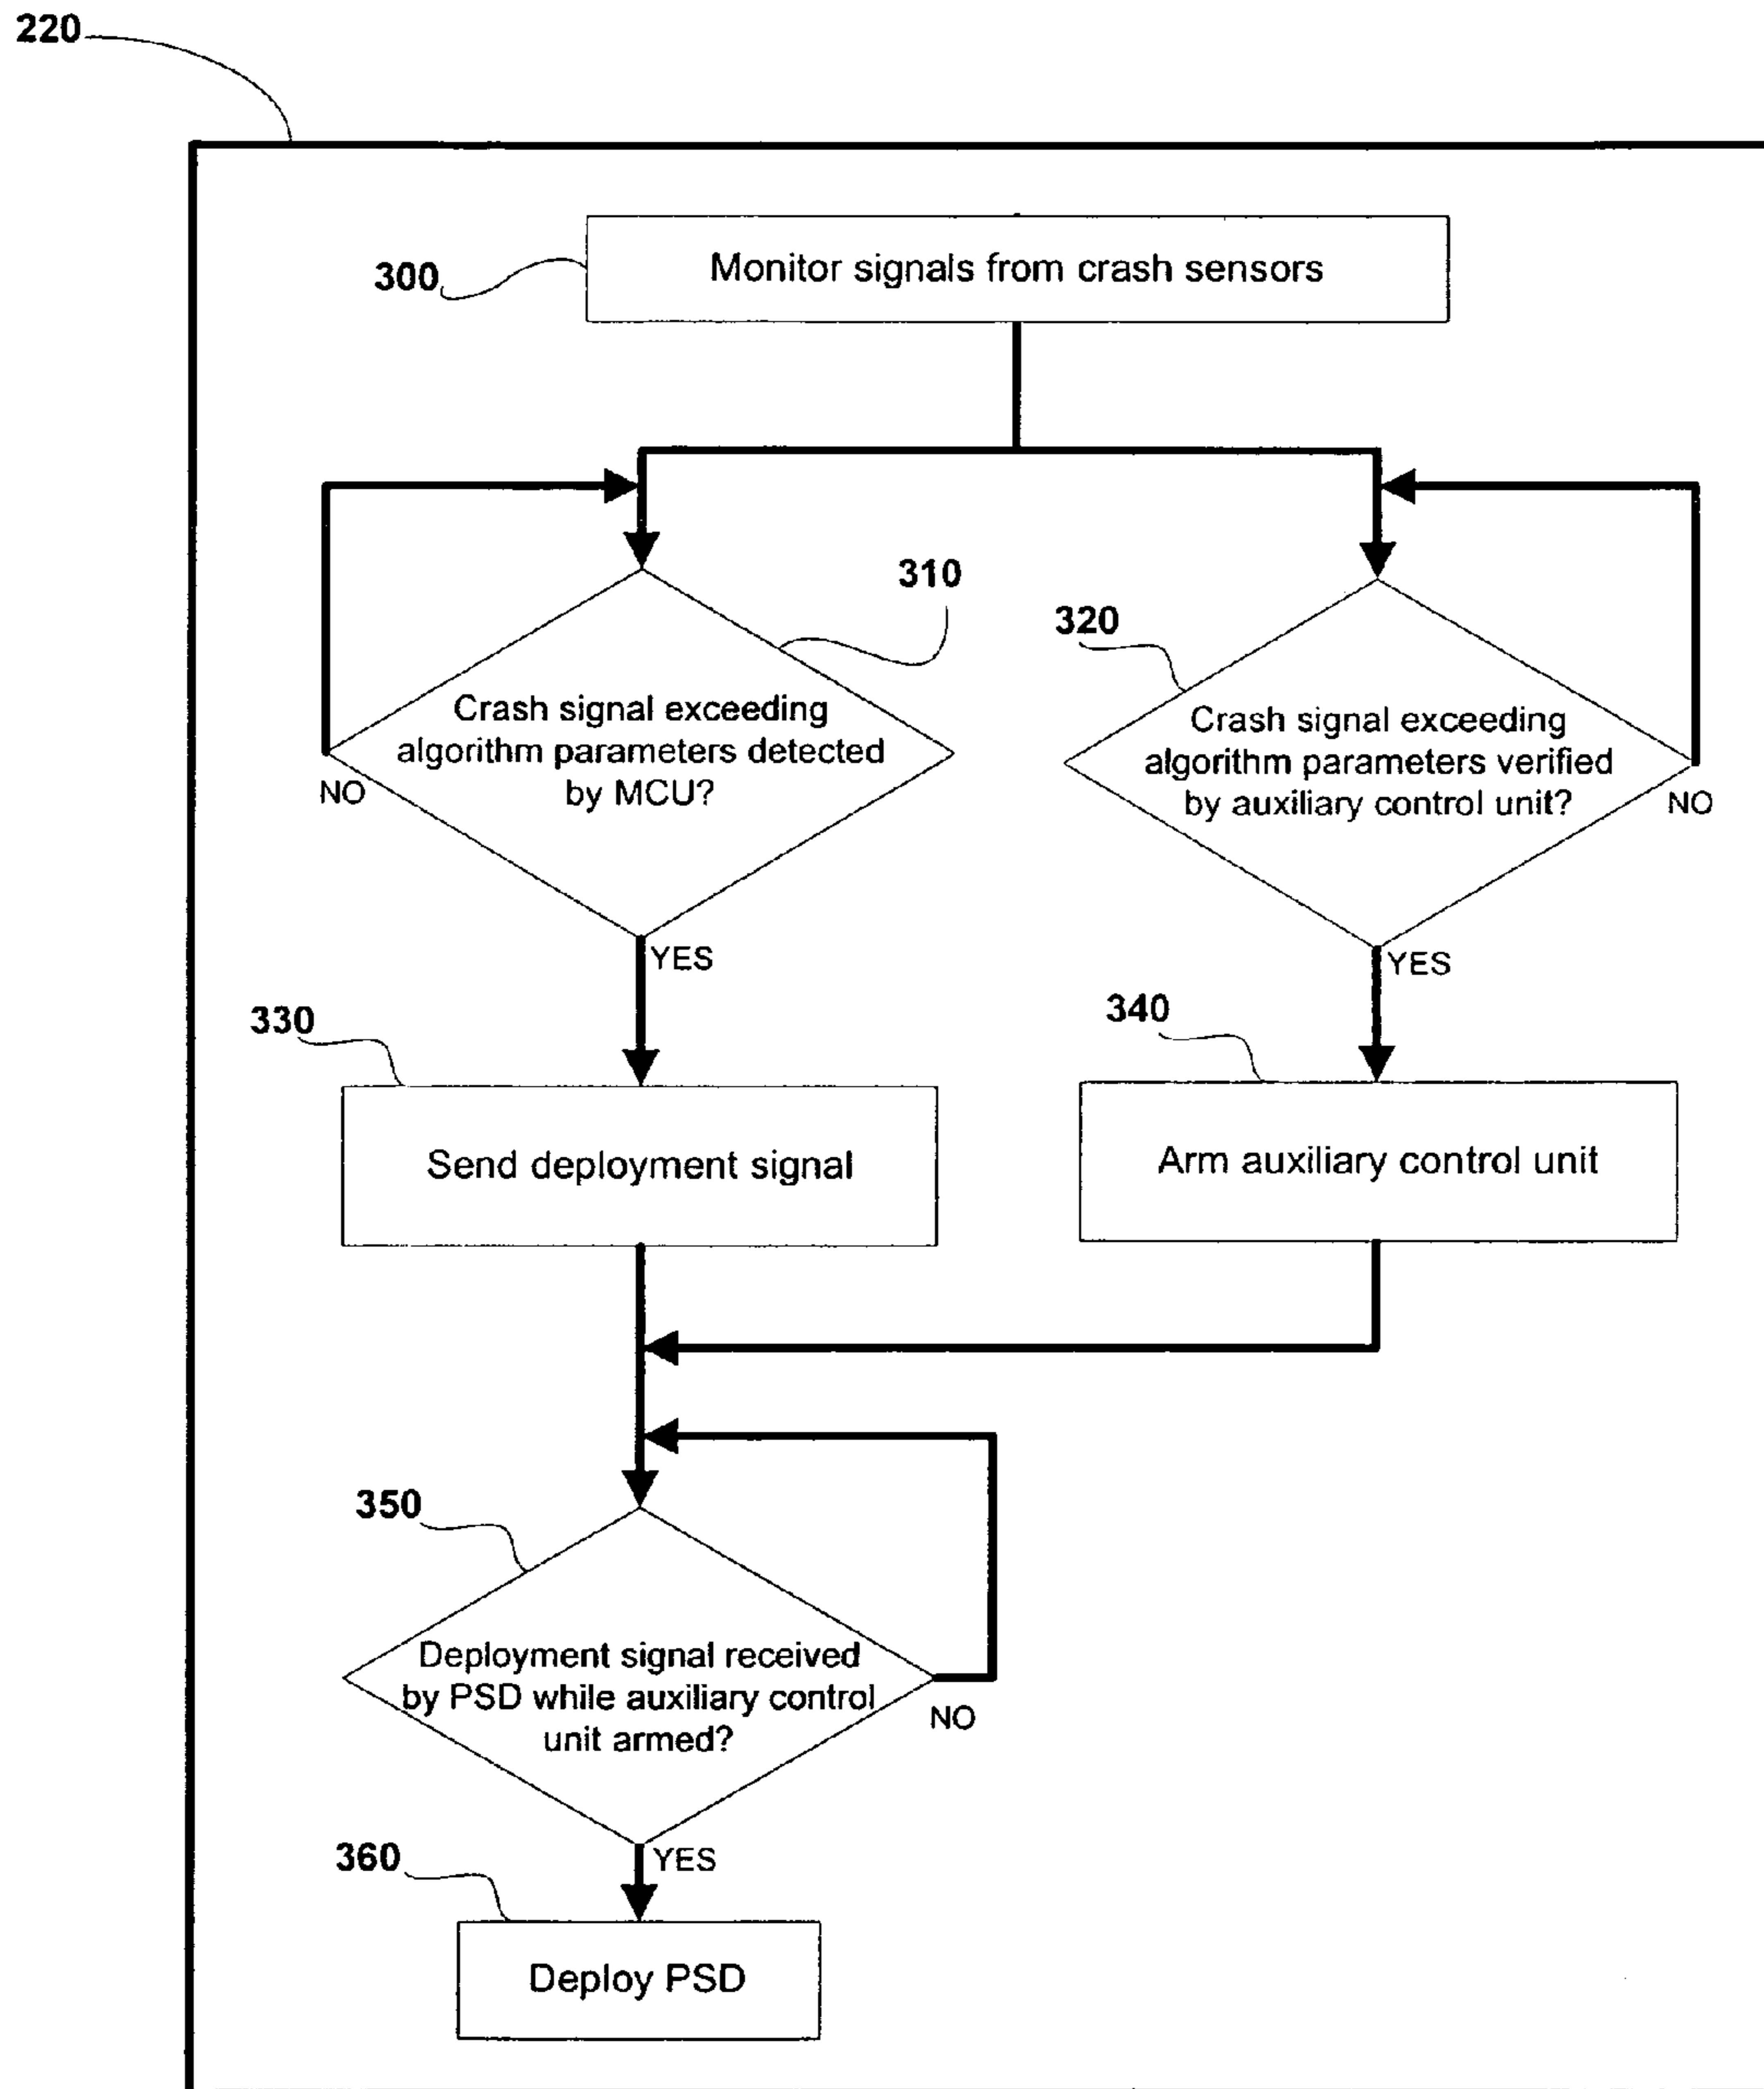 220
300
Monitor signals from crash sensors
310
320
Crash signal exceeding
algorithm parameters detected
by MCU?
NO
Crash signal exceeding
algorithm parameters verified
by auxiliary control unit?
NO
YES
YES
330
340
Send deployment signal
Arm auxiliary control unit
350
Deployment signal received
by PSD while auxiliary control
unit armed?
NO
360
YES
Deploy PSD